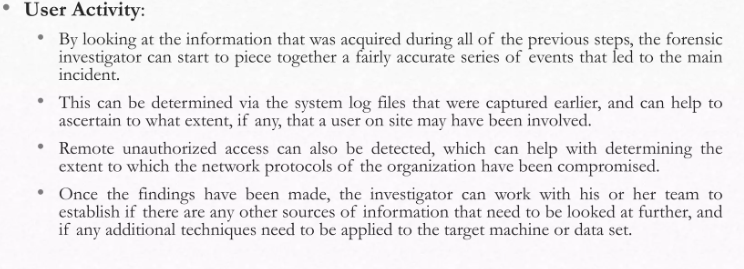 • User Activity:
• By looking at the information that was acquired during all of the previous steps, the forensic
investigator can start to piece together a fairly accurate series of events that led to the main
incident.
• This can be determined via the system log files that were captured earlier, and can help to
ascertain to what extent, if any, that a user on site may have been involved.
• Remote unauthorized access can also be detected, which can help with determining the
extent to which the network protocols of the organization have been compromised.
• Once the findings have been made, the investigator can work with his or her team to
establish if there are any other sources of information that need to be looked at further, and
if any additional techniques need to be applied to the target machine or data set.